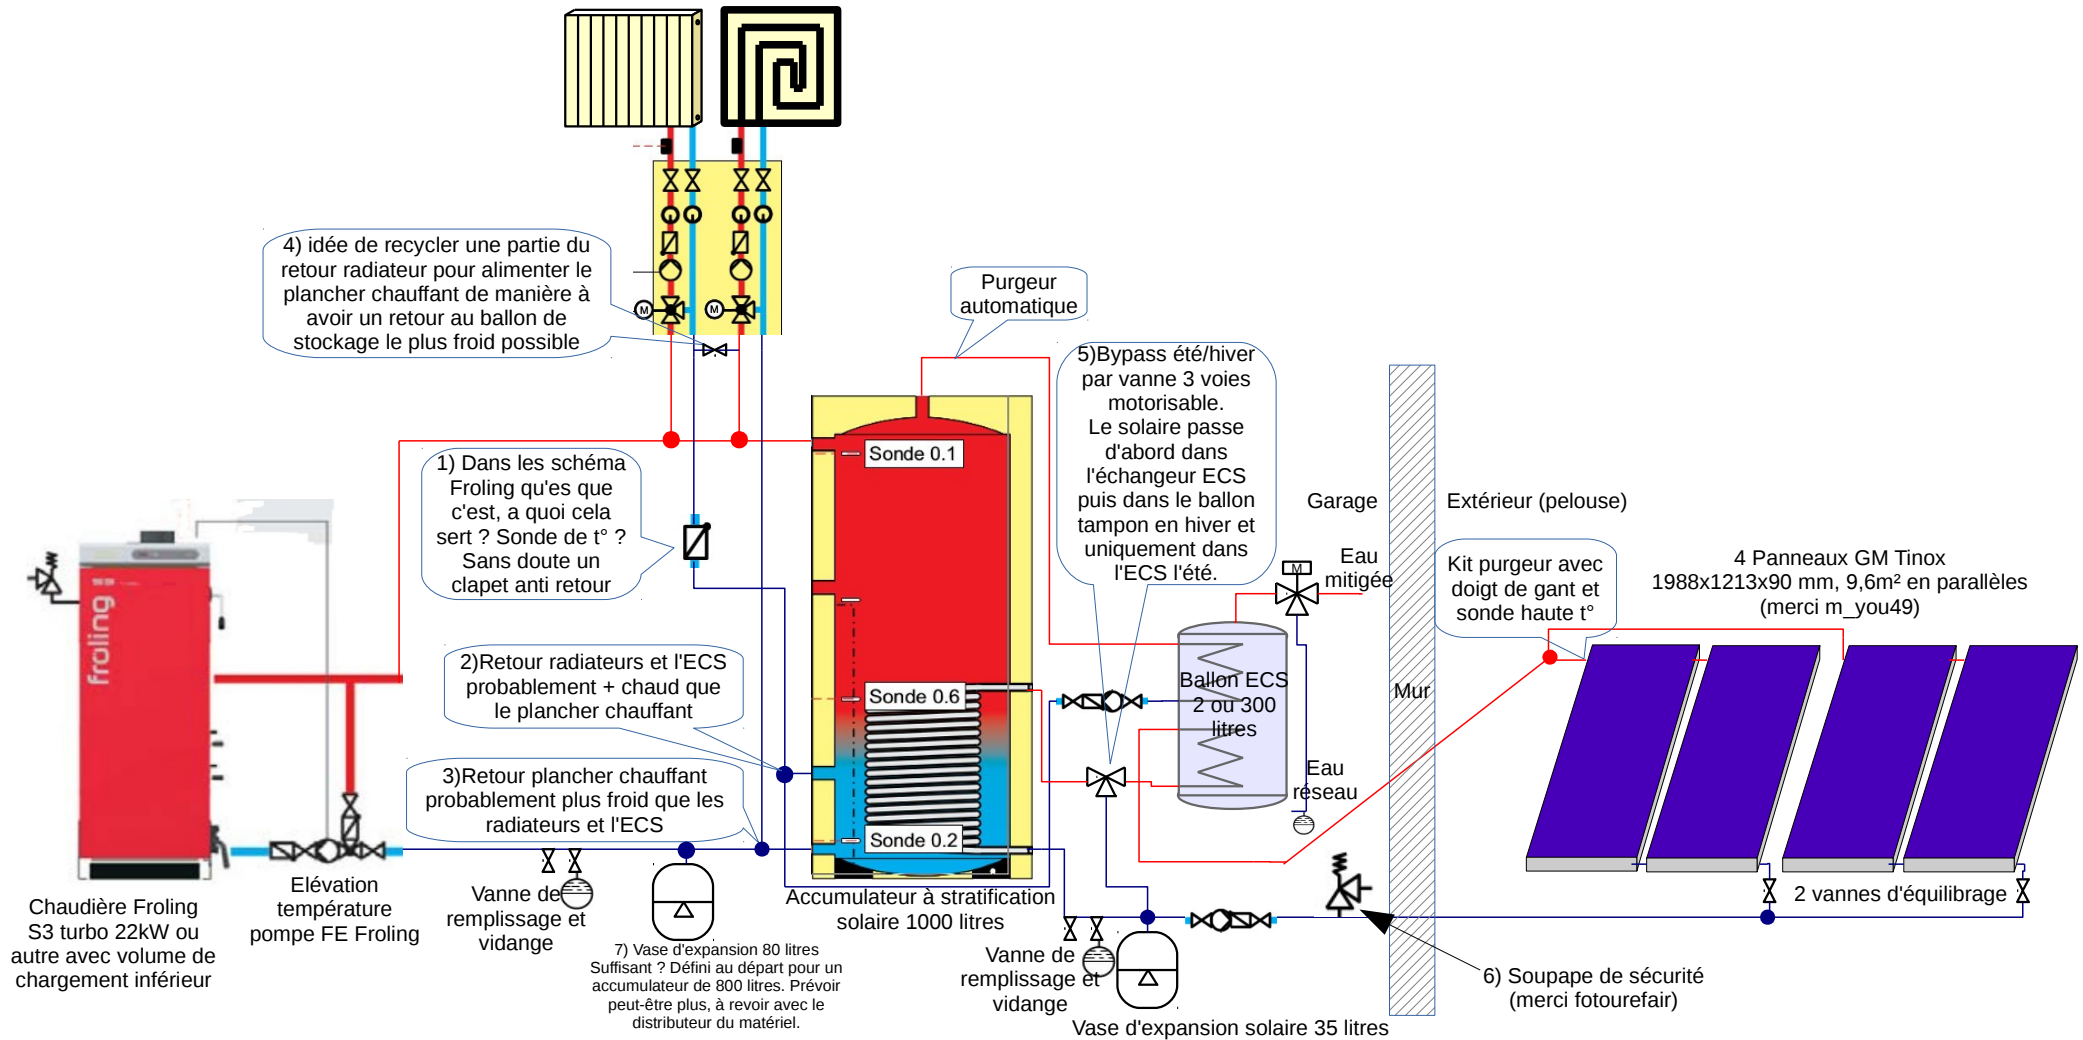 4) idée de recycler une partie du
retour radiateur pour alimenter le
plancher chauffant de manière à
avoir un retour au ballon de
stockage le plus froid possible
M
M
Purgeur
automatique
5)Bypass été/hiver
par vanne 3 voies
motorisable.
Le solaire passe
d'abord dans
l'échangeur ECS
puis dans le ballon
tampon en hiver et
uniquement dans
l'ECS l'été.
1) Dans les schéma
Froling qu'es que
c'est, a quoi cela
sert ? Sonde de t° ?
Sans doute un
clapet anti retour
Sonde 0.1
Garage
Extérieur (pelouse)
Eau
mitigée
M
Kit purgeur avec
doigt de gant et
sonde haute t°
4 Panneaux GM Tinox
1988x1213x90 mm, 9,6m² en parallèles
(merci m_you49)
froling
2)Retour radiateurs et l'ECS
probablement + chaud que
le plancher chauffant
Sonde 0.6
Ballon ECS
2 ou 300
litres
Mur
3)Retour plancher chauffant
probablement plus froid que les
radiateurs et l'ECS
Eau
réseau
Sonde 0.2
Elévation
température
pompe FE Froling
Vanne de
remplissage et
vidange
Accumulateur à stratification
solaire 1000 litres
2 vannes d'équilibrage
Chaudière Froling
S3 turbo 22kW ou
autre avec volume de
chargement inférieur
7) Vase d'expansion 80 litres
Suffisant ? Défini au départ pour un
accumulateur de 800 litres. Prévoir
peut-être plus, à revoir avec le
distributeur du matériel.
Vanne de
remplissage et
vidange
6) Soupape de sécurité
(merci fotourefair)
Vase d'expansion solaire 35 litres